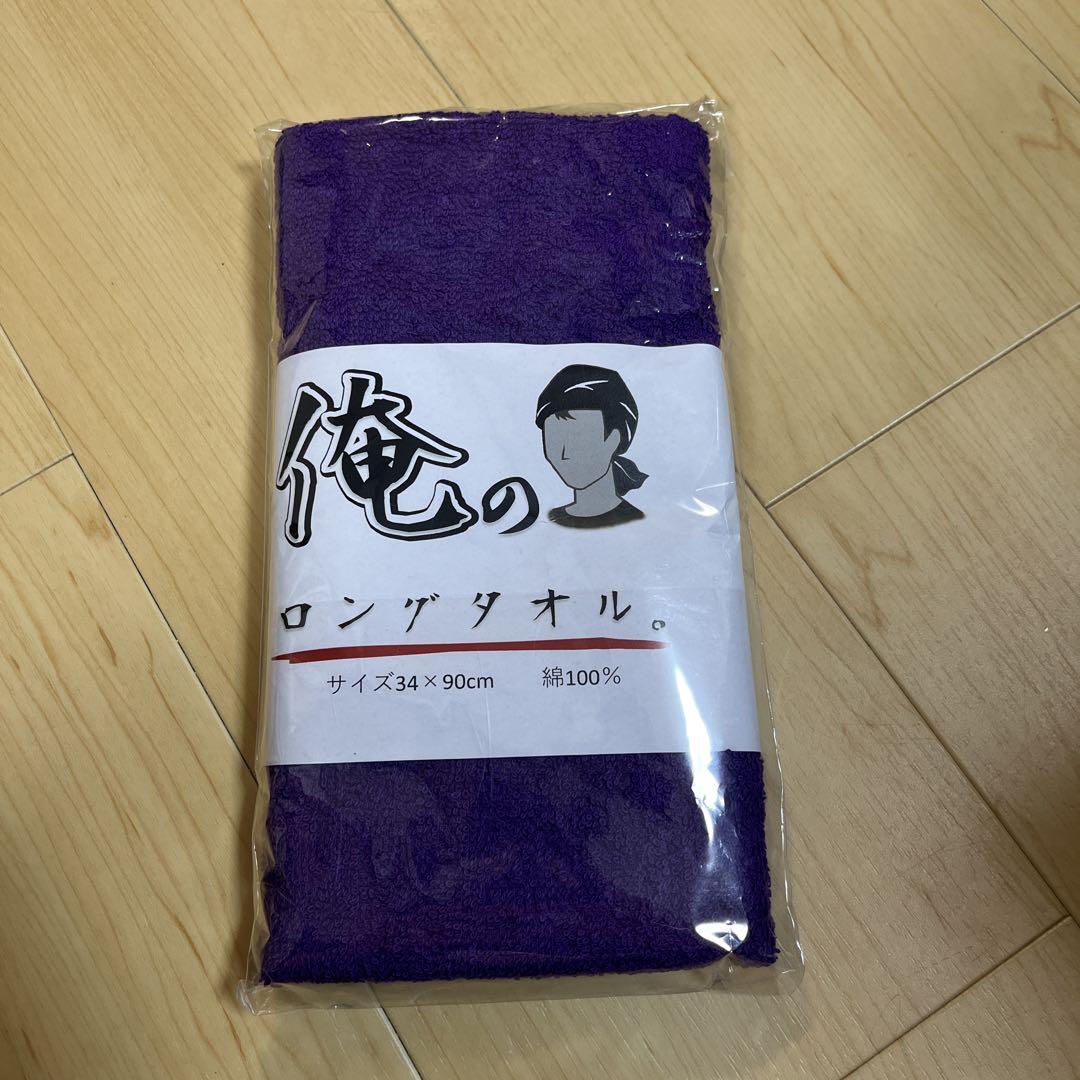 俺の
ロングタオル。
サイズ34×90cm 綿100％